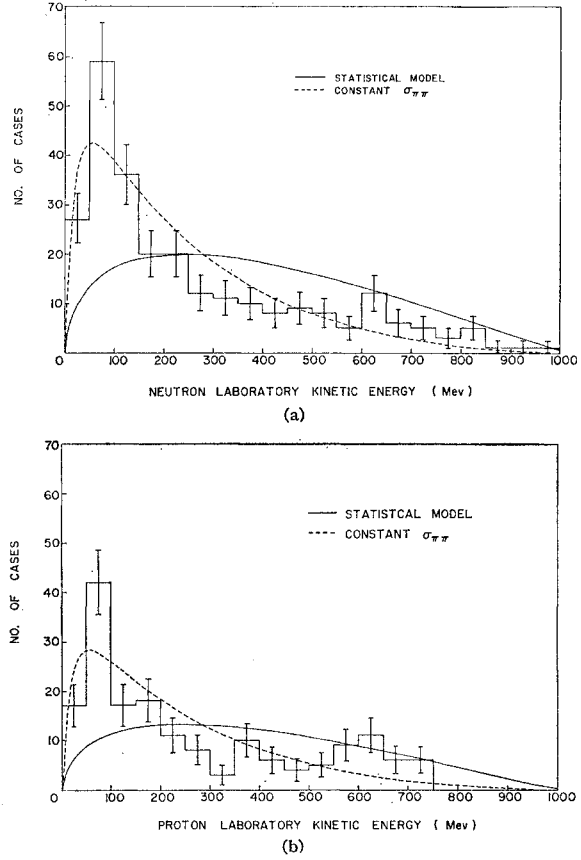 70
60
50
40
30
20
10
NO. OF CASES
STATISTICAL MODEL
CONSTANT σππ
0 100 200 300 400 500 600 700 800 900 1000
NEUTRON LABORATORY KINETIC ENERGY ( Mev)
(a)
70
60
50
40
30
20
10
0
NO. OF CASES
STATISTCAL MODEL
CONSTANT σππ
100 200 300 400 500 600 700 800 900 1000
PROTON LABORATORY KINETIC ENERGY ( Mev)
(b)